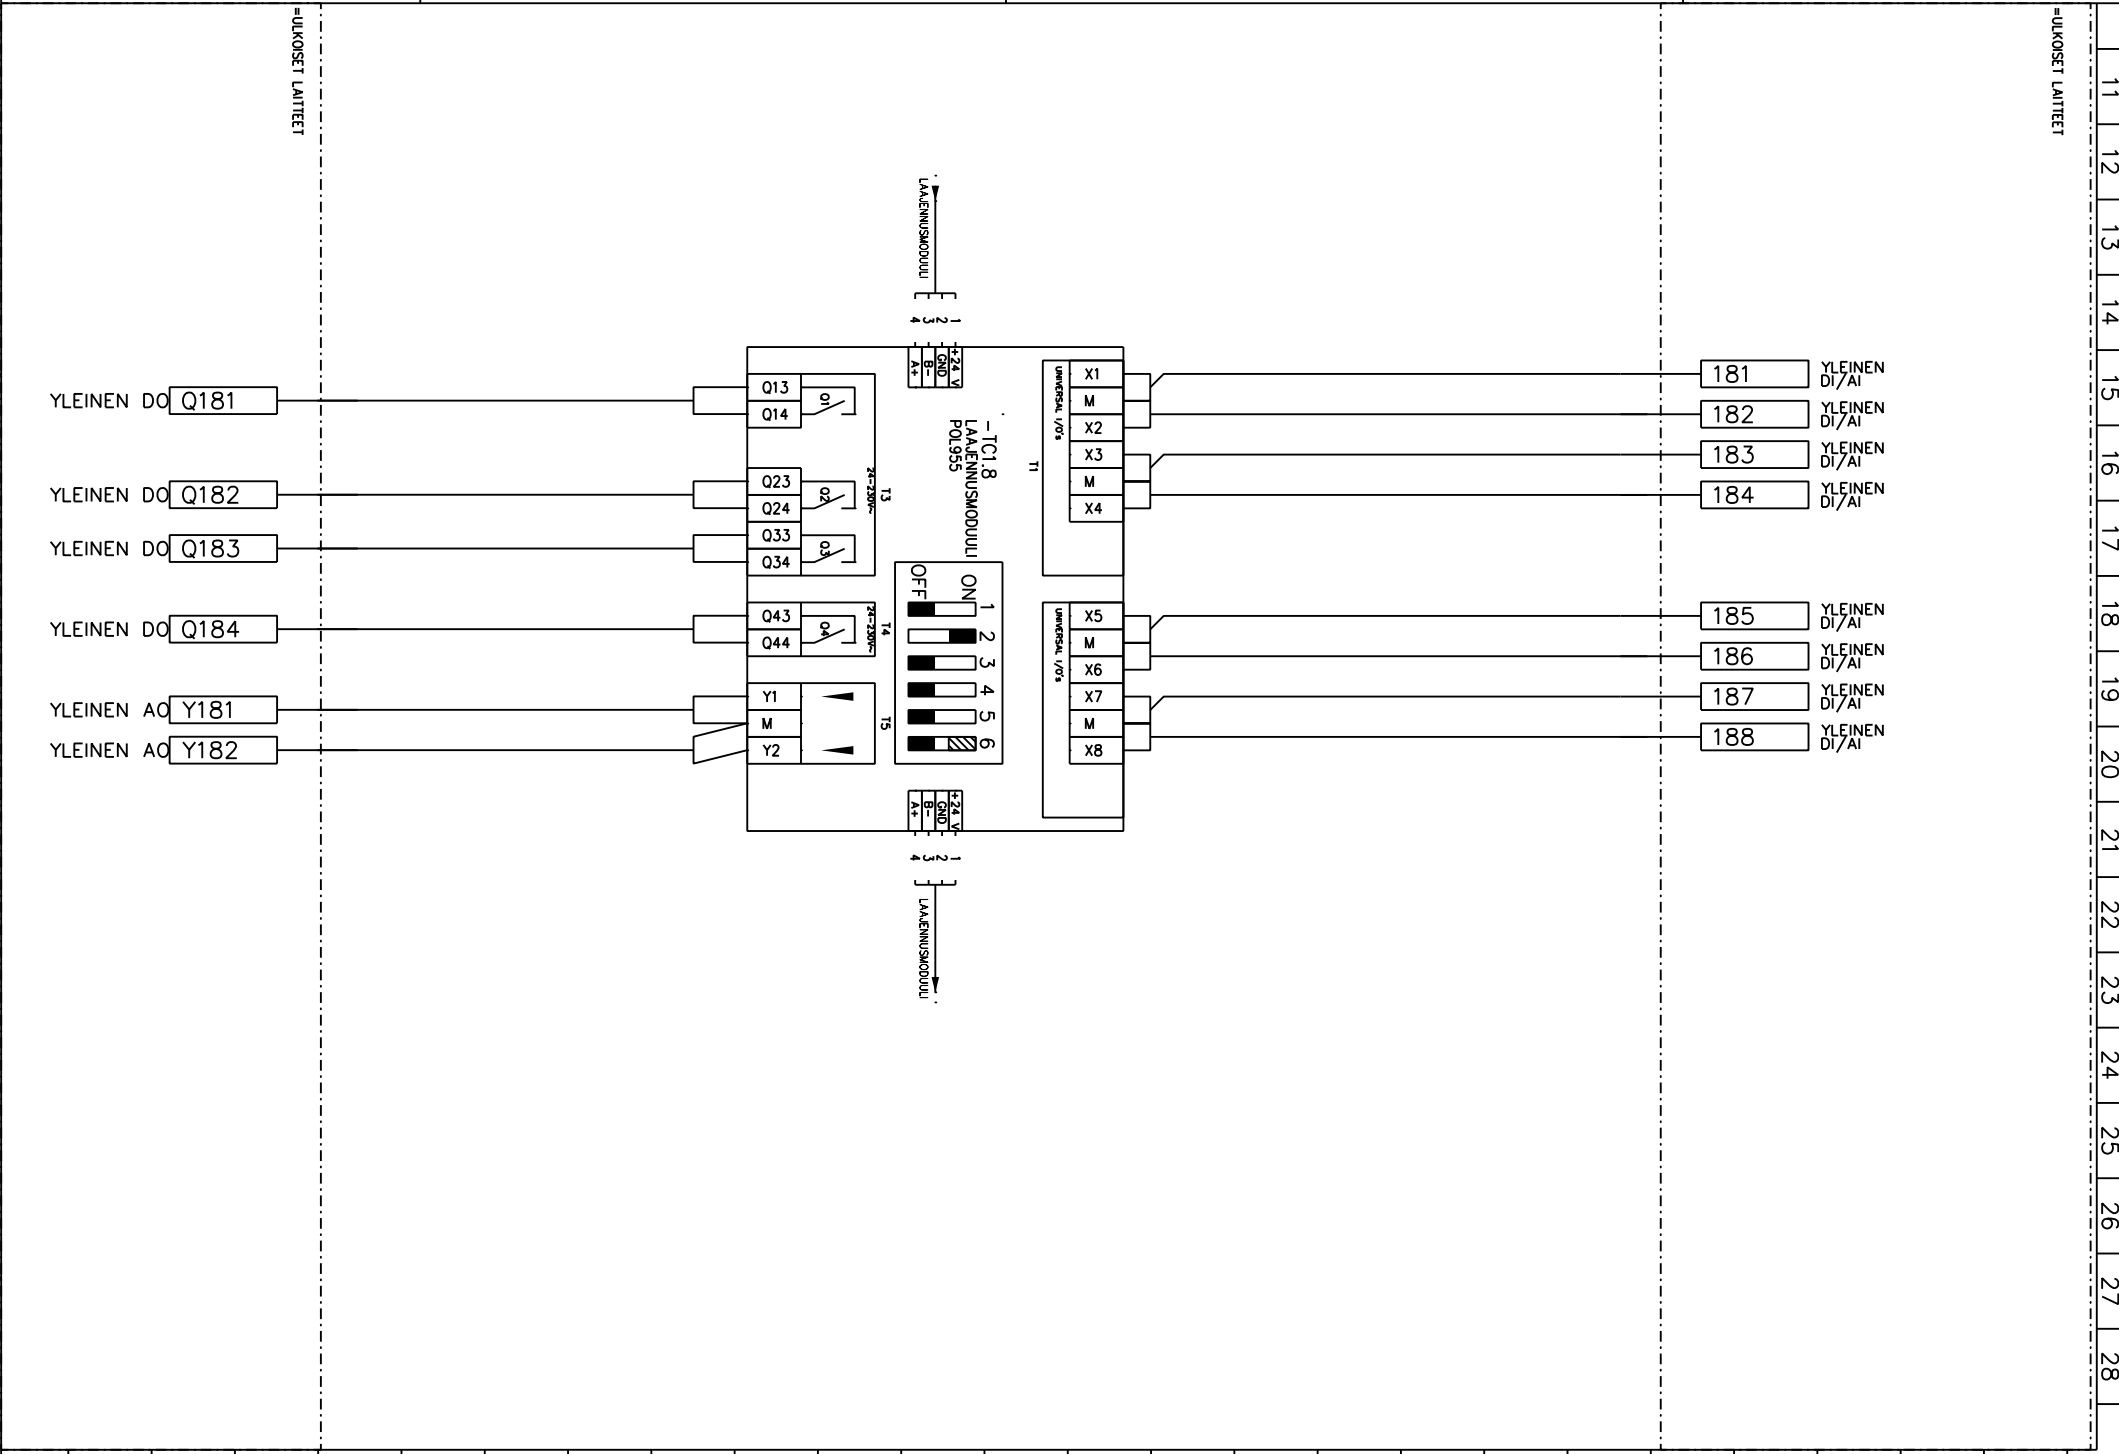 =ULKOISET LAITTEET
=ULKOISET LAITTEET
11
12
13
14
15
16
17
18
19
20
21
22
23
24
25
26
27
28
LAAJENNUSMODUULI
1
2
3
4
+24 V
GND
B-
A+
YLEINEN DO Q181
YLEINEN DO Q182
YLEINEN DO Q183
YLEINEN DO Q184
YLEINEN AO Y181
YLEINEN AO Y182
Q13
Q14
Q1
Q23
Q24
Q2
Q33
Q34
Q3
T3
24-230V~
Q43
Q44
Q4
T4
24-230V~
Y1
M
Y2
T5
-TC1.8
LAAJENNUSMODUULI
POL955
OFF
ON
1
2
3
4
5
6
T1
UNIVERSAL I/O's
X1
M
X2
X3
M
X4
UNIVERSAL I/O's
X5
M
X6
X7
M
X8
181 YLEINEN
DI/AI
182 YLEINEN
DI/AI
183 YLEINEN
DI/AI
184 YLEINEN
DI/AI
185 YLEINEN
DI/AI
186 YLEINEN
DI/AI
187 YLEINEN
DI/AI
188 YLEINEN
DI/AI
+24 V
GND
B-
A+
1
2
3
4
LAAJENNUSMODUULI